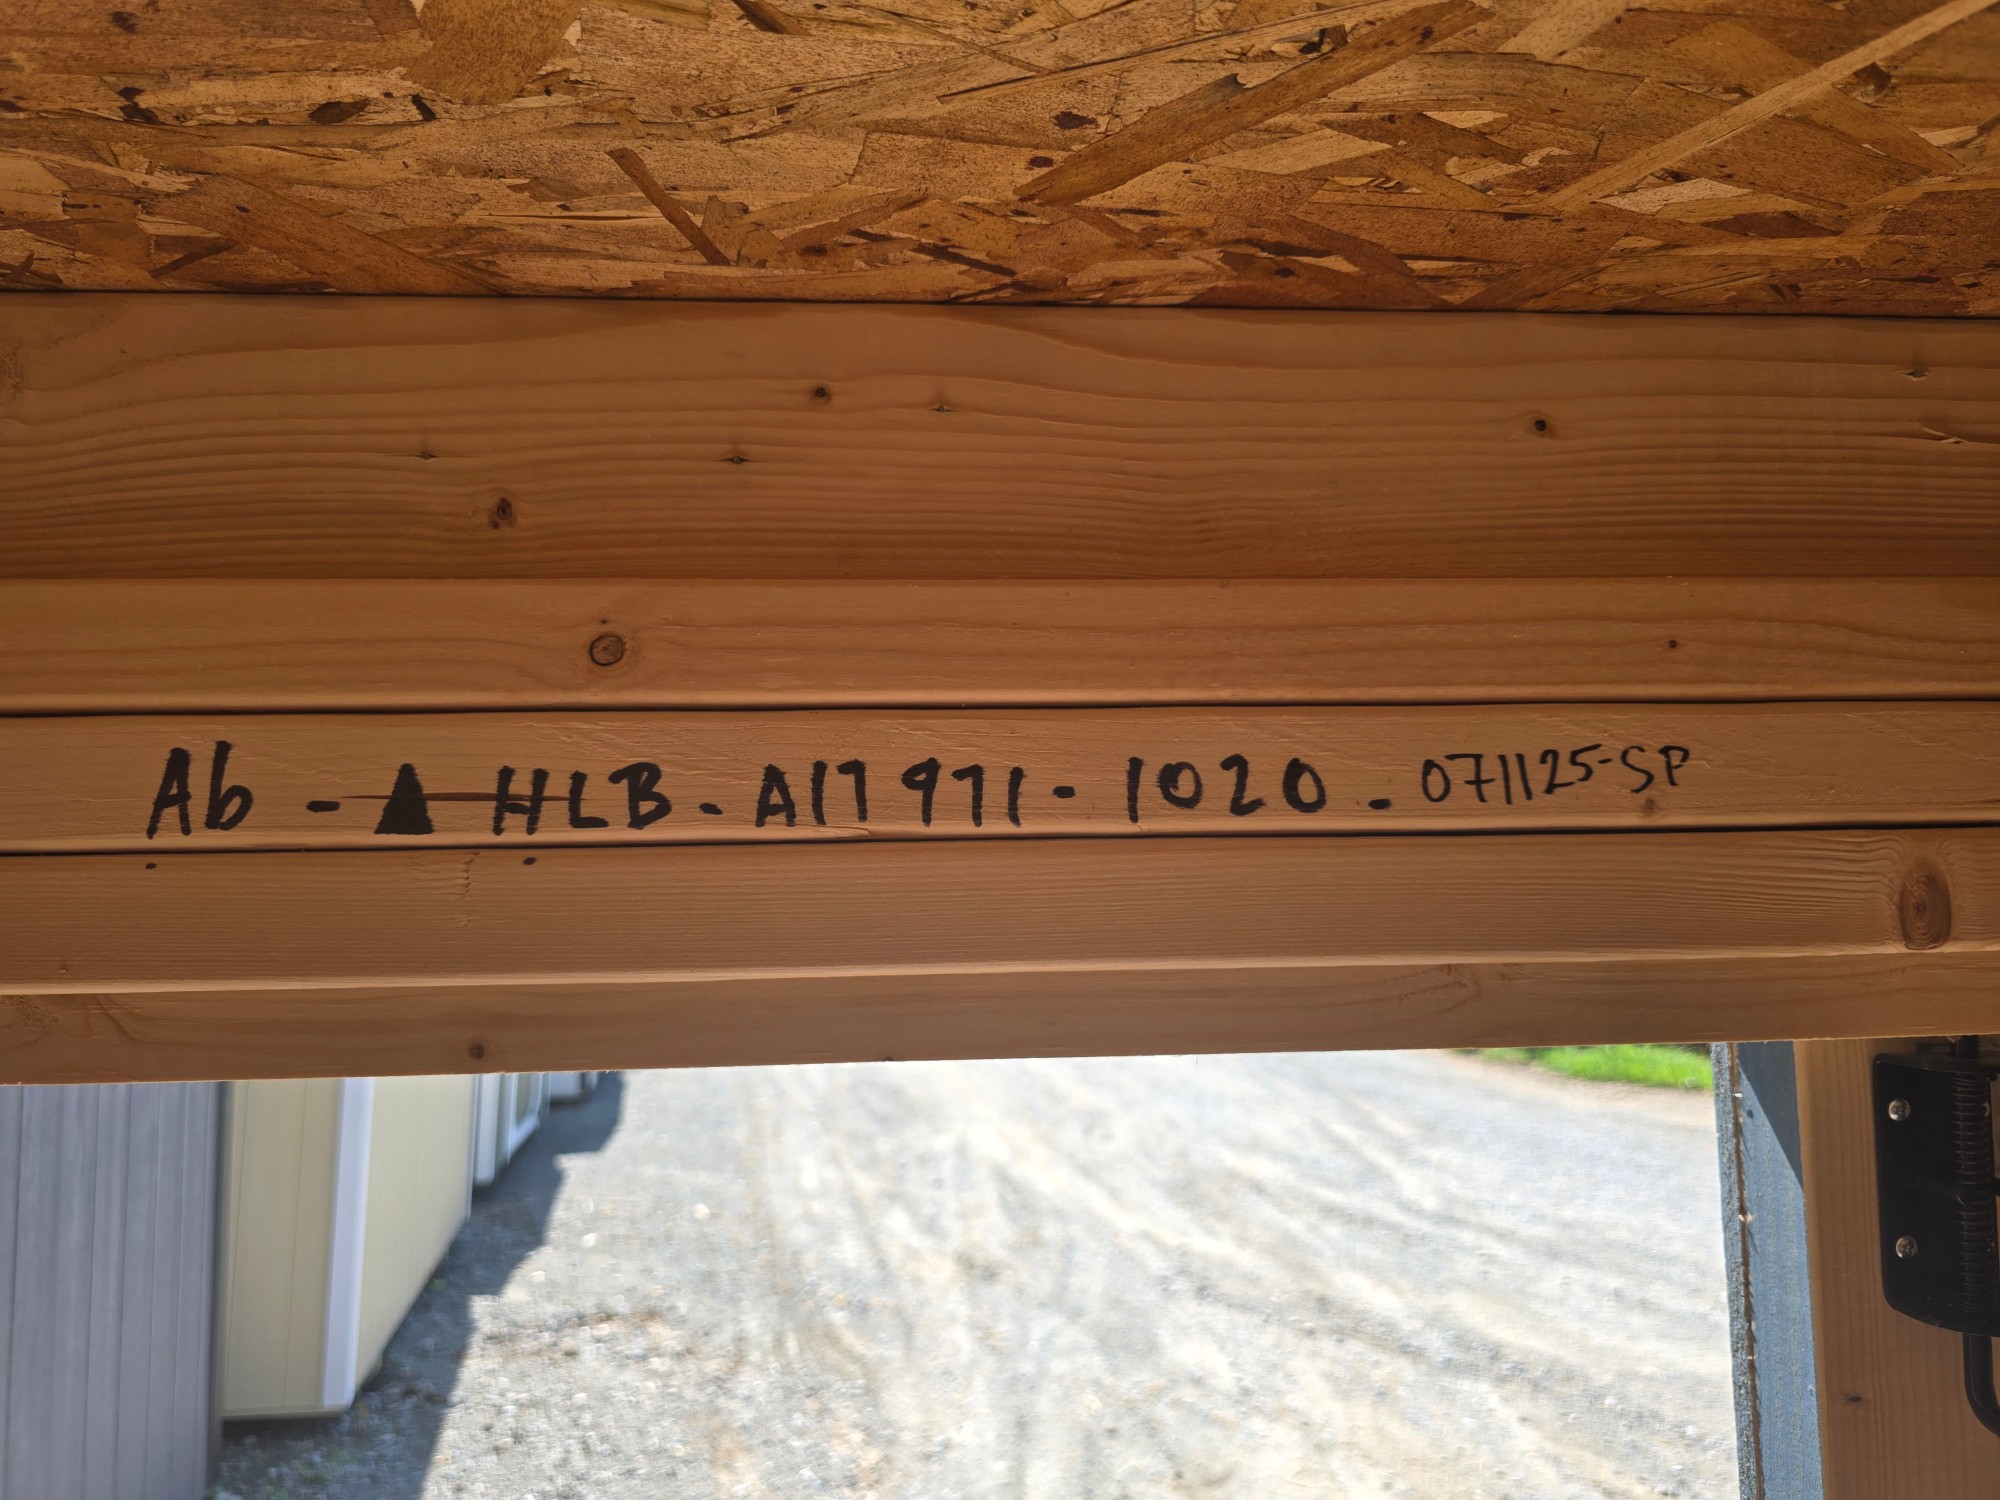 Ab - ▲ HLB - A17971 - 1020 - 071125-SP